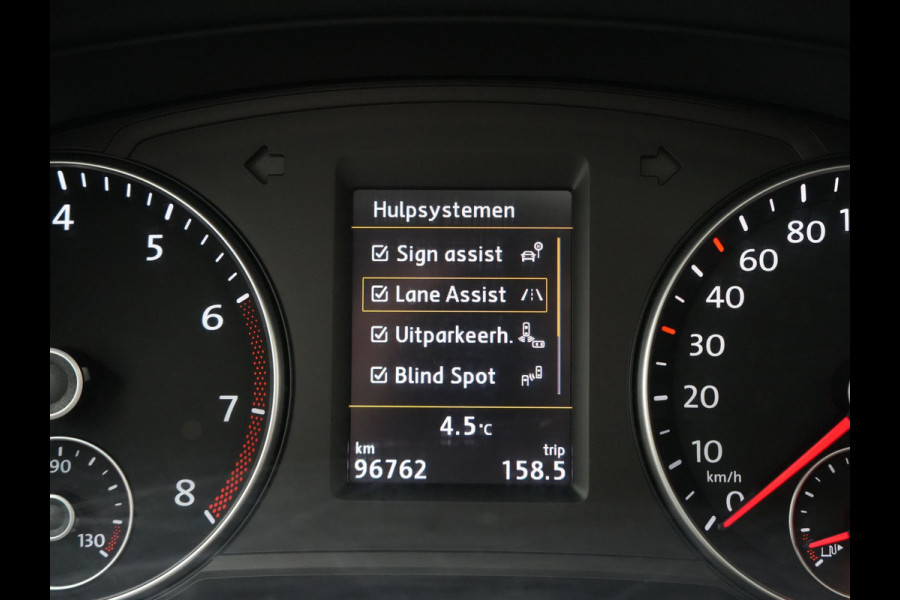 Hulpsystemen
Sign assist
Lane Assist
Uitparkeerh.
Blind Spot
4.5°C
km trip
96762 158.5
4
5
6
7
8
90
130
80
60
40
30
20
10
km/h
0